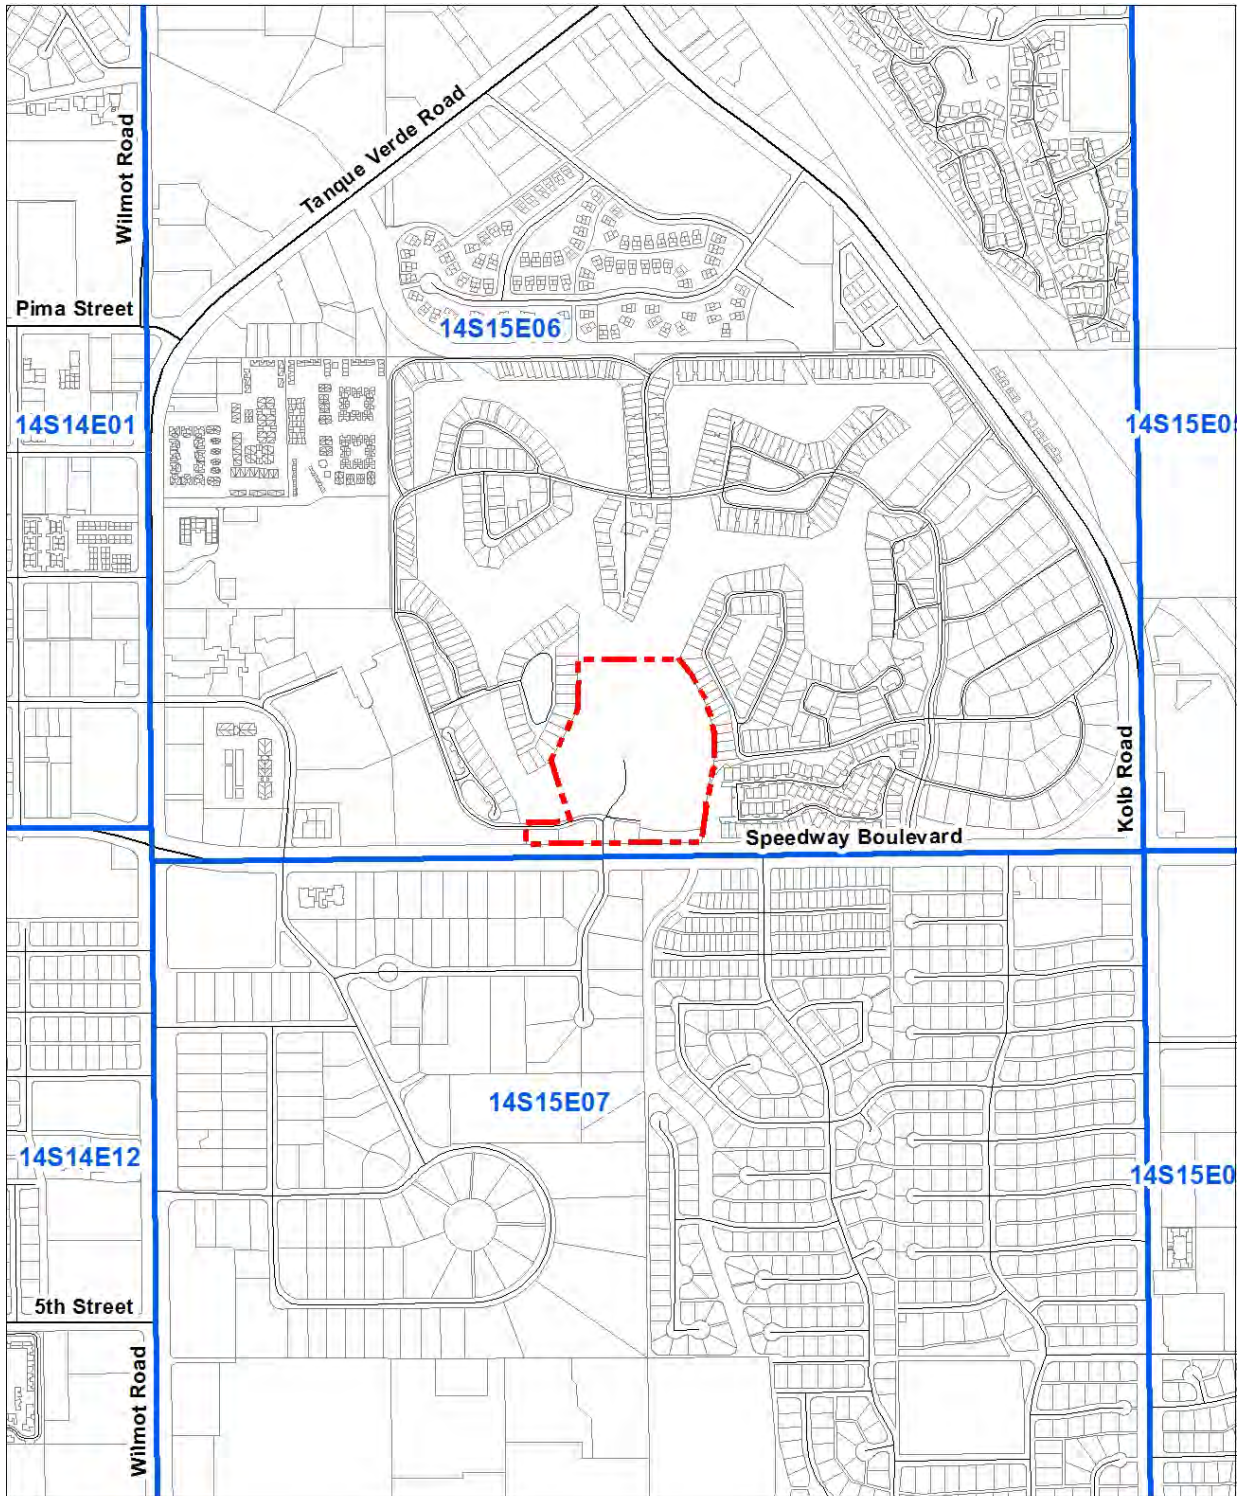 Tanque Verde Road
Wilmot Road
Pima Street
14S15E06
14S14E01
14S15E05
Kolb Road
Speedway Boulevard
14S15E07
14S14E12
14S15E0
5th Street
Wilmot Road